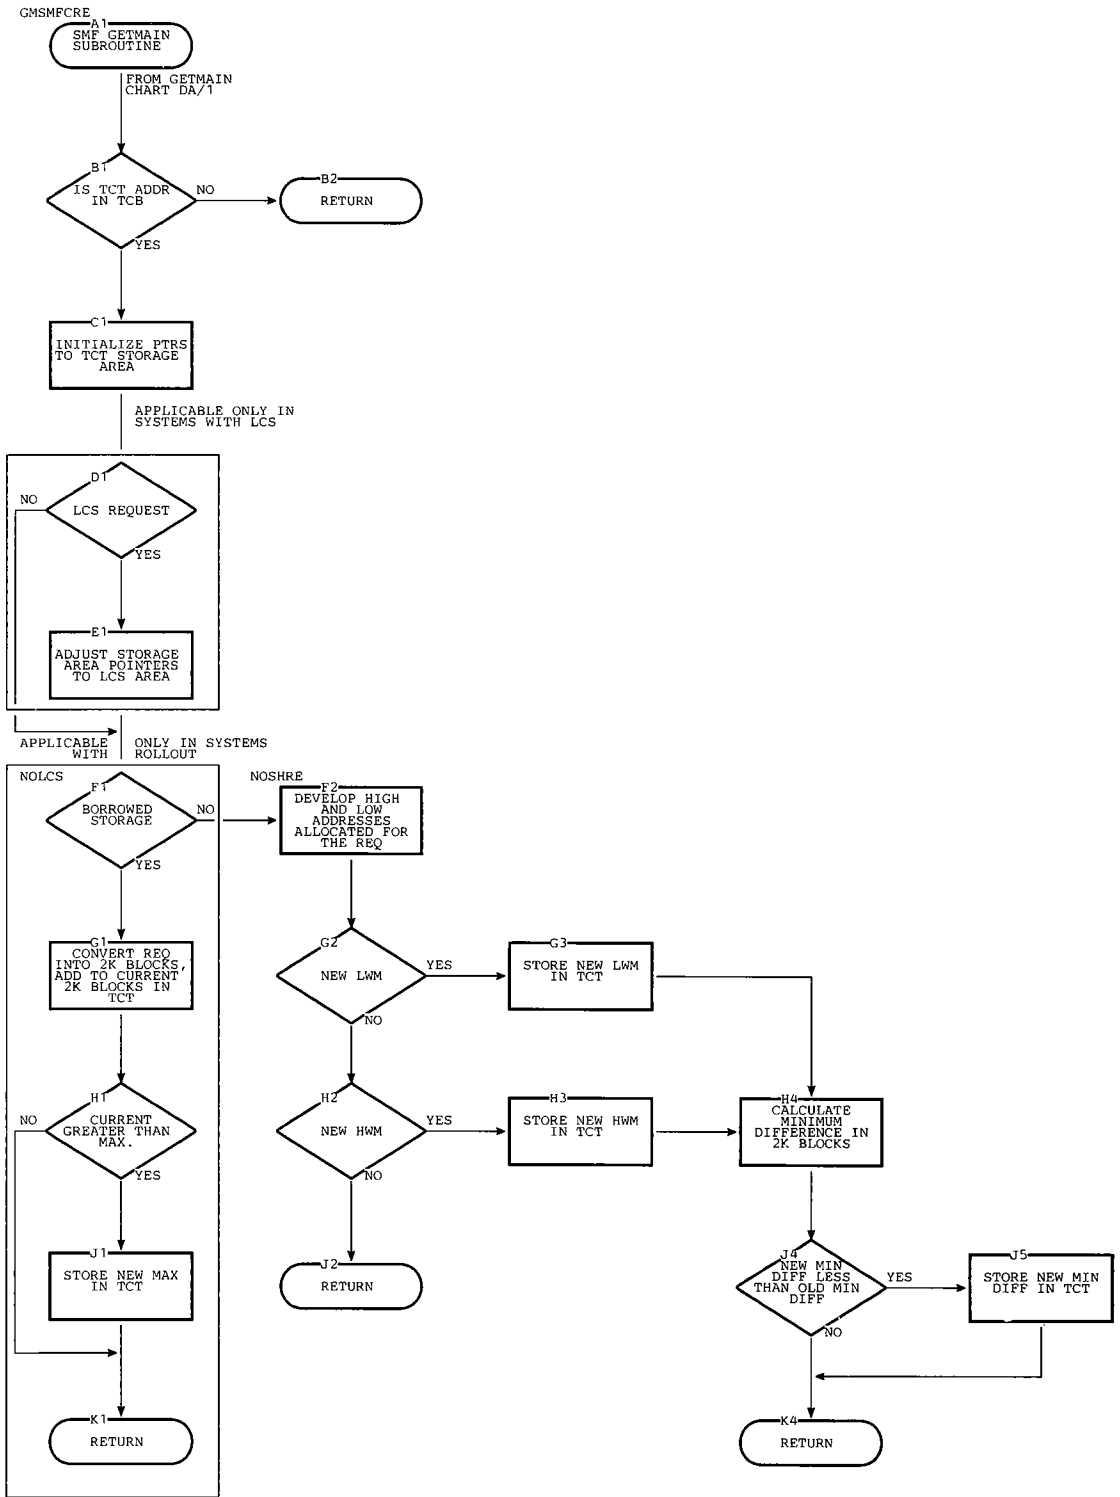 GMSMFCRE
A1
SMF GETMAIN
SUBROUTINE
FROM GETMAIN
CHART DA/1
B1
IS TCT ADDR
IN TCB
NO
YES
B2
RETURN
C1
INITIALIZE PTRS
TO TCT STORAGE
AREA
APPLICABLE ONLY IN
SYSTEMS WITH LCS
D1
LCS REQUEST
NO
YES
E1
ADJUST STORAGE
AREA POINTERS
TO LCS AREA
APPLICABLE ONLY IN SYSTEMS
WITH ROLLOUT
NOLCS
F1
BORROWED
STORAGE
NO
YES
NOSHRE
F2
DEVELOP HIGH
AND LOW
ADDRESSES
ALLOCATED FOR
THE REQ
G1
CONVERT REQ
INTO 2K BLOCKS,
ADD TO CURRENT
2K BLOCKS IN
TCT
G2
NEW LWM
YES
NO
G3
STORE NEW LWM
IN TCT
H1
CURRENT
GREATER THAN
MAX.
NO
YES
H2
NEW HWM
YES
NO
H3
STORE NEW HWM
IN TCT
H4
CALCULATE
MINIMUM
DIFFERENCE IN
2K BLOCKS
J1
STORE NEW MAX
IN TCT
J2
RETURN
J4
NEW MIN
DIFF LESS
THAN OLD MIN
DIFF
YES
NO
J5
STORE NEW MIN
DIFF IN TCT
K1
RETURN
K4
RETURN